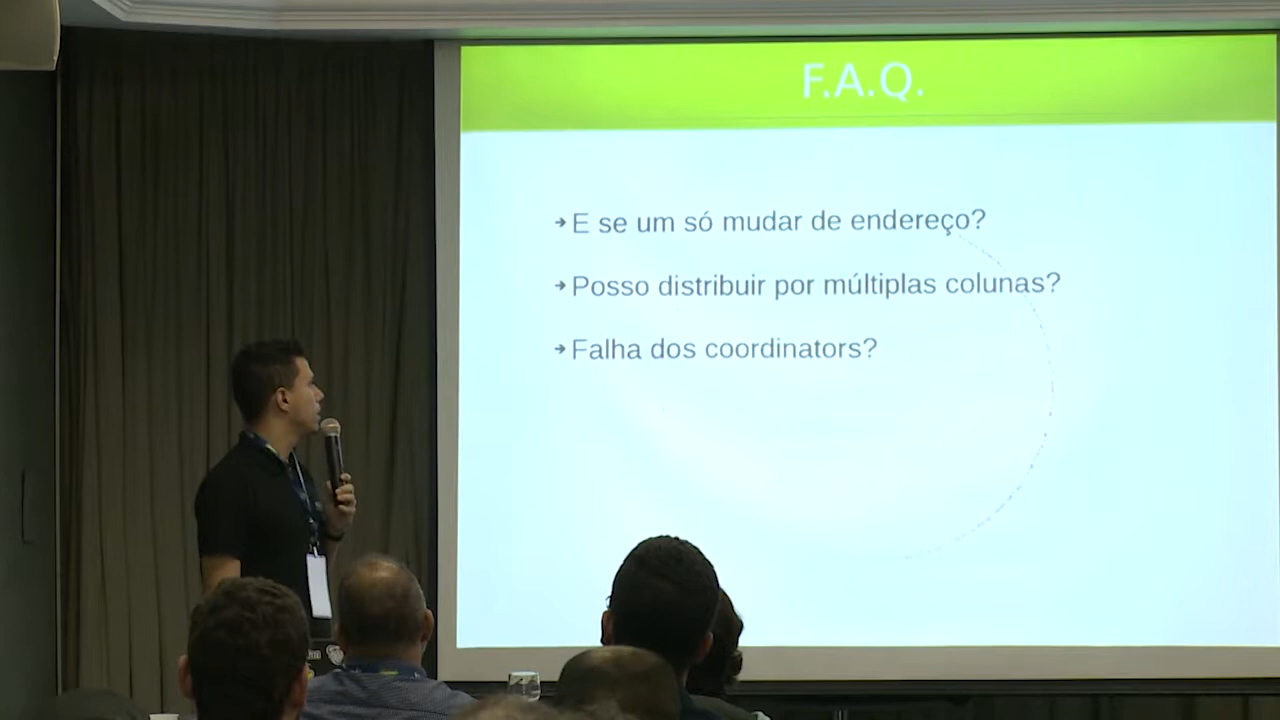 F.A.Q.
E se um só mudar de endereço?
Posso distribuir por múltiplas colunas?
Falha dos coordinators?